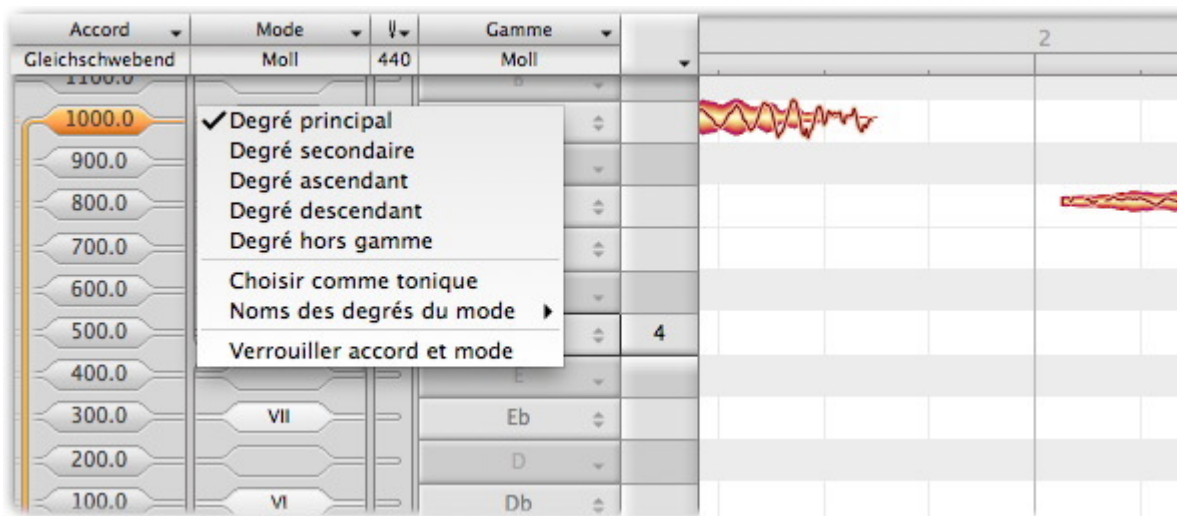 Accord Mode Gamme
Gleichschwebend Moll 440 Moll
2
1100.0 B
1000.0
900.0
800.0
700.0
600.0
500.0 4
400.0 E
300.0 VII Eb
200.0 D
100.0 VI Db
Degré principal
Degré secondaire
Degré ascendant
Degré descendant
Degré hors gamme
Choisir comme tonique
Noms des degrés du mode
Verrouiller accord et mode